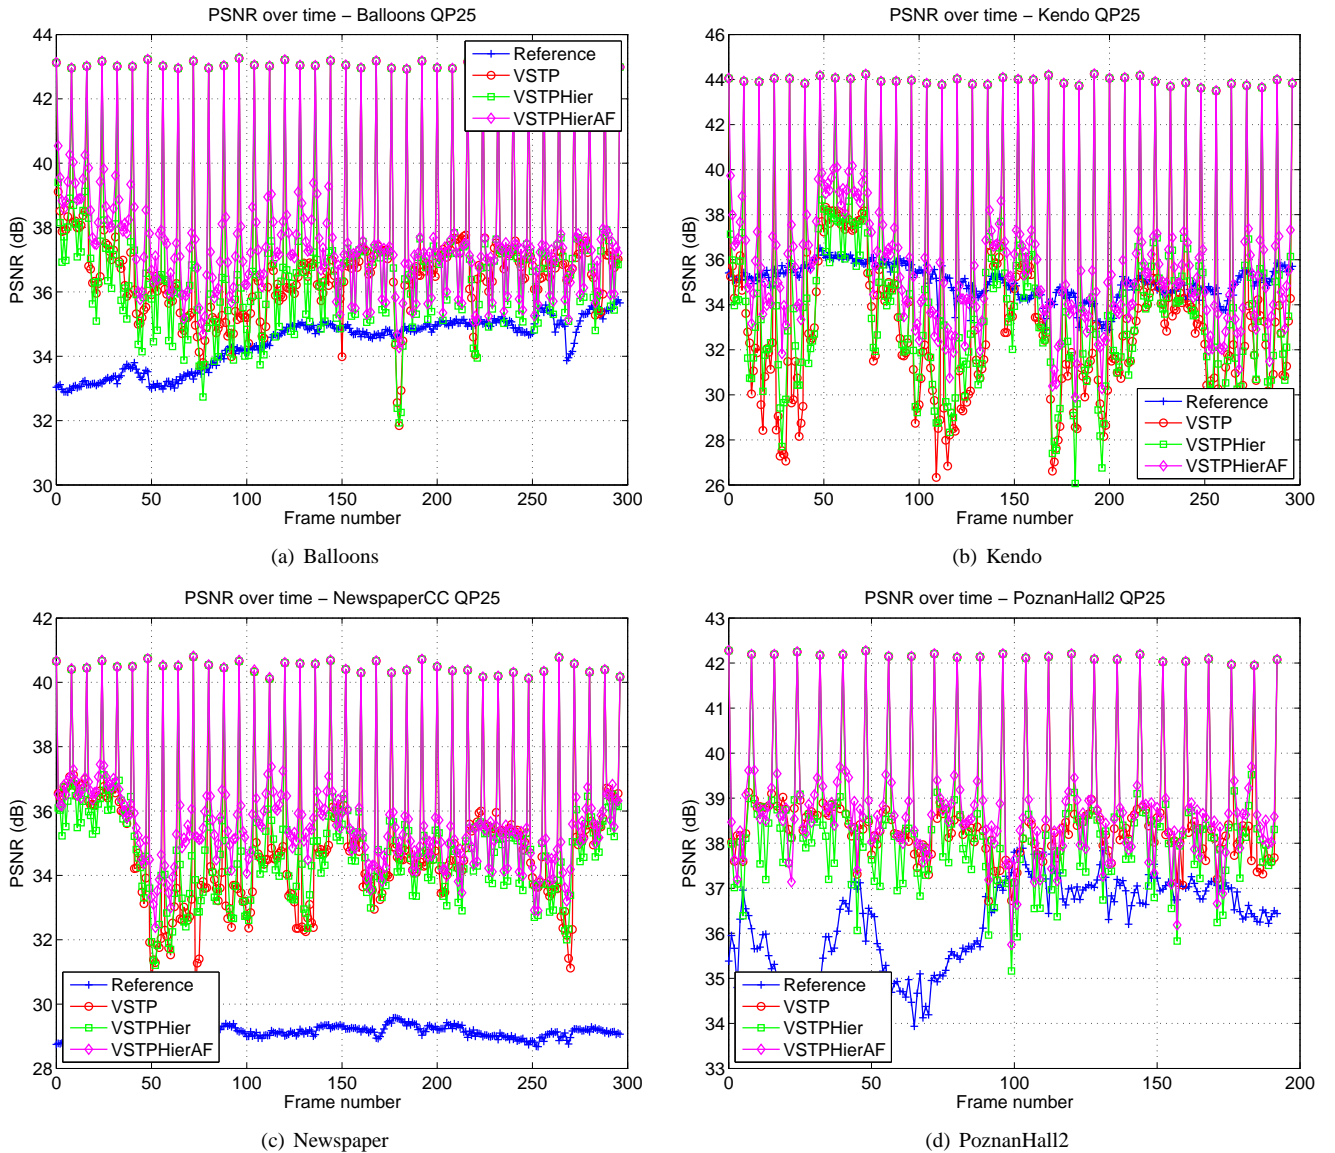 PSNR over time − Balloons QP25
44
42
40
38
36
34
32
30
PSNR (dB)
0 50 100 150 200 250 300
Frame number
Reference
VSTP
VSTPHier
VSTPHierAF
(a) Balloons
PSNR over time − Kendo QP25
46
44
42
40
38
36
34
32
30
28
26
PSNR (dB)
0 50 100 150 200 250 300
Frame number
Reference
VSTP
VSTPHier
VSTPHierAF
(b) Kendo
PSNR over time − NewspaperCC QP25
42
40
38
36
34
32
30
28
PSNR (dB)
0 50 100 150 200 250 300
Frame number
Reference
VSTP
VSTPHier
VSTPHierAF
(c) Newspaper
PSNR over time − PoznanHall2 QP25
43
42
41
40
39
38
37
36
35
34
33
PSNR (dB)
0 50 100 150 200
Frame number
Reference
VSTP
VSTPHier
VSTPHierAF
(d) PoznanHall2